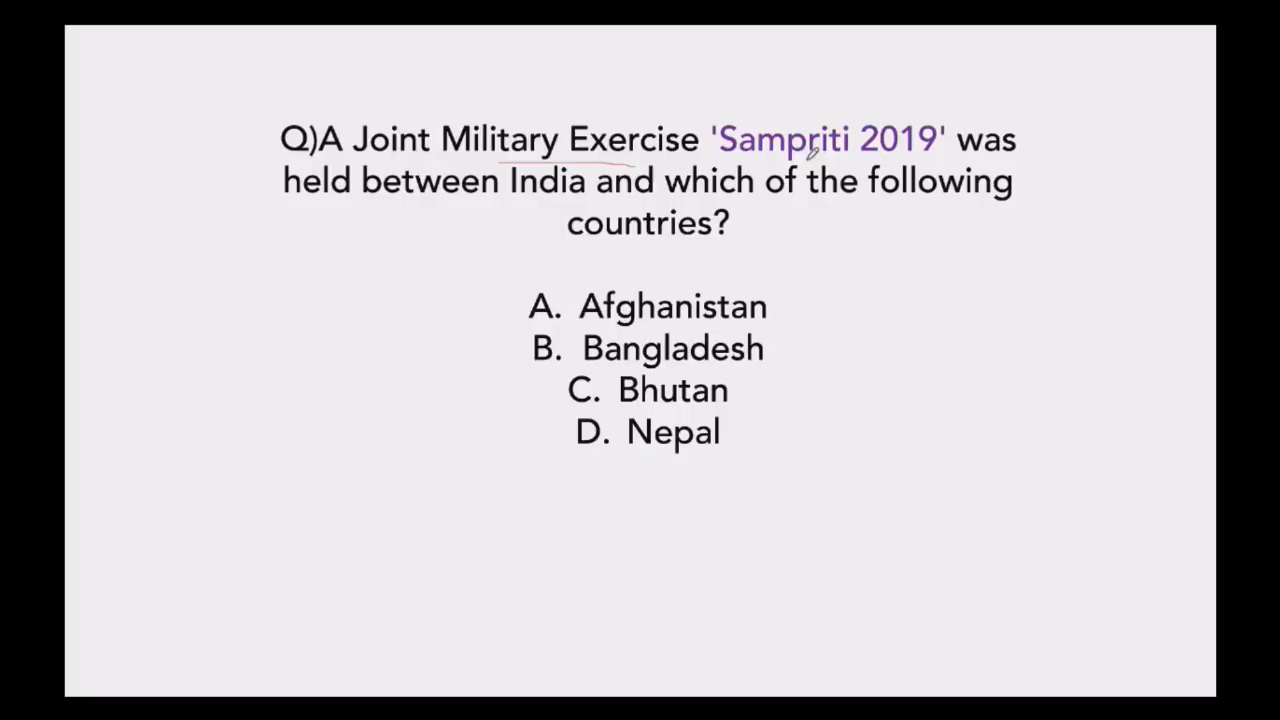 Q)A Joint Military Exercise 'Sampriti 2019' was
held between India and which of the following
countries?
A. Afghanistan
B. Bangladesh
C. Bhutan
D. Nepal